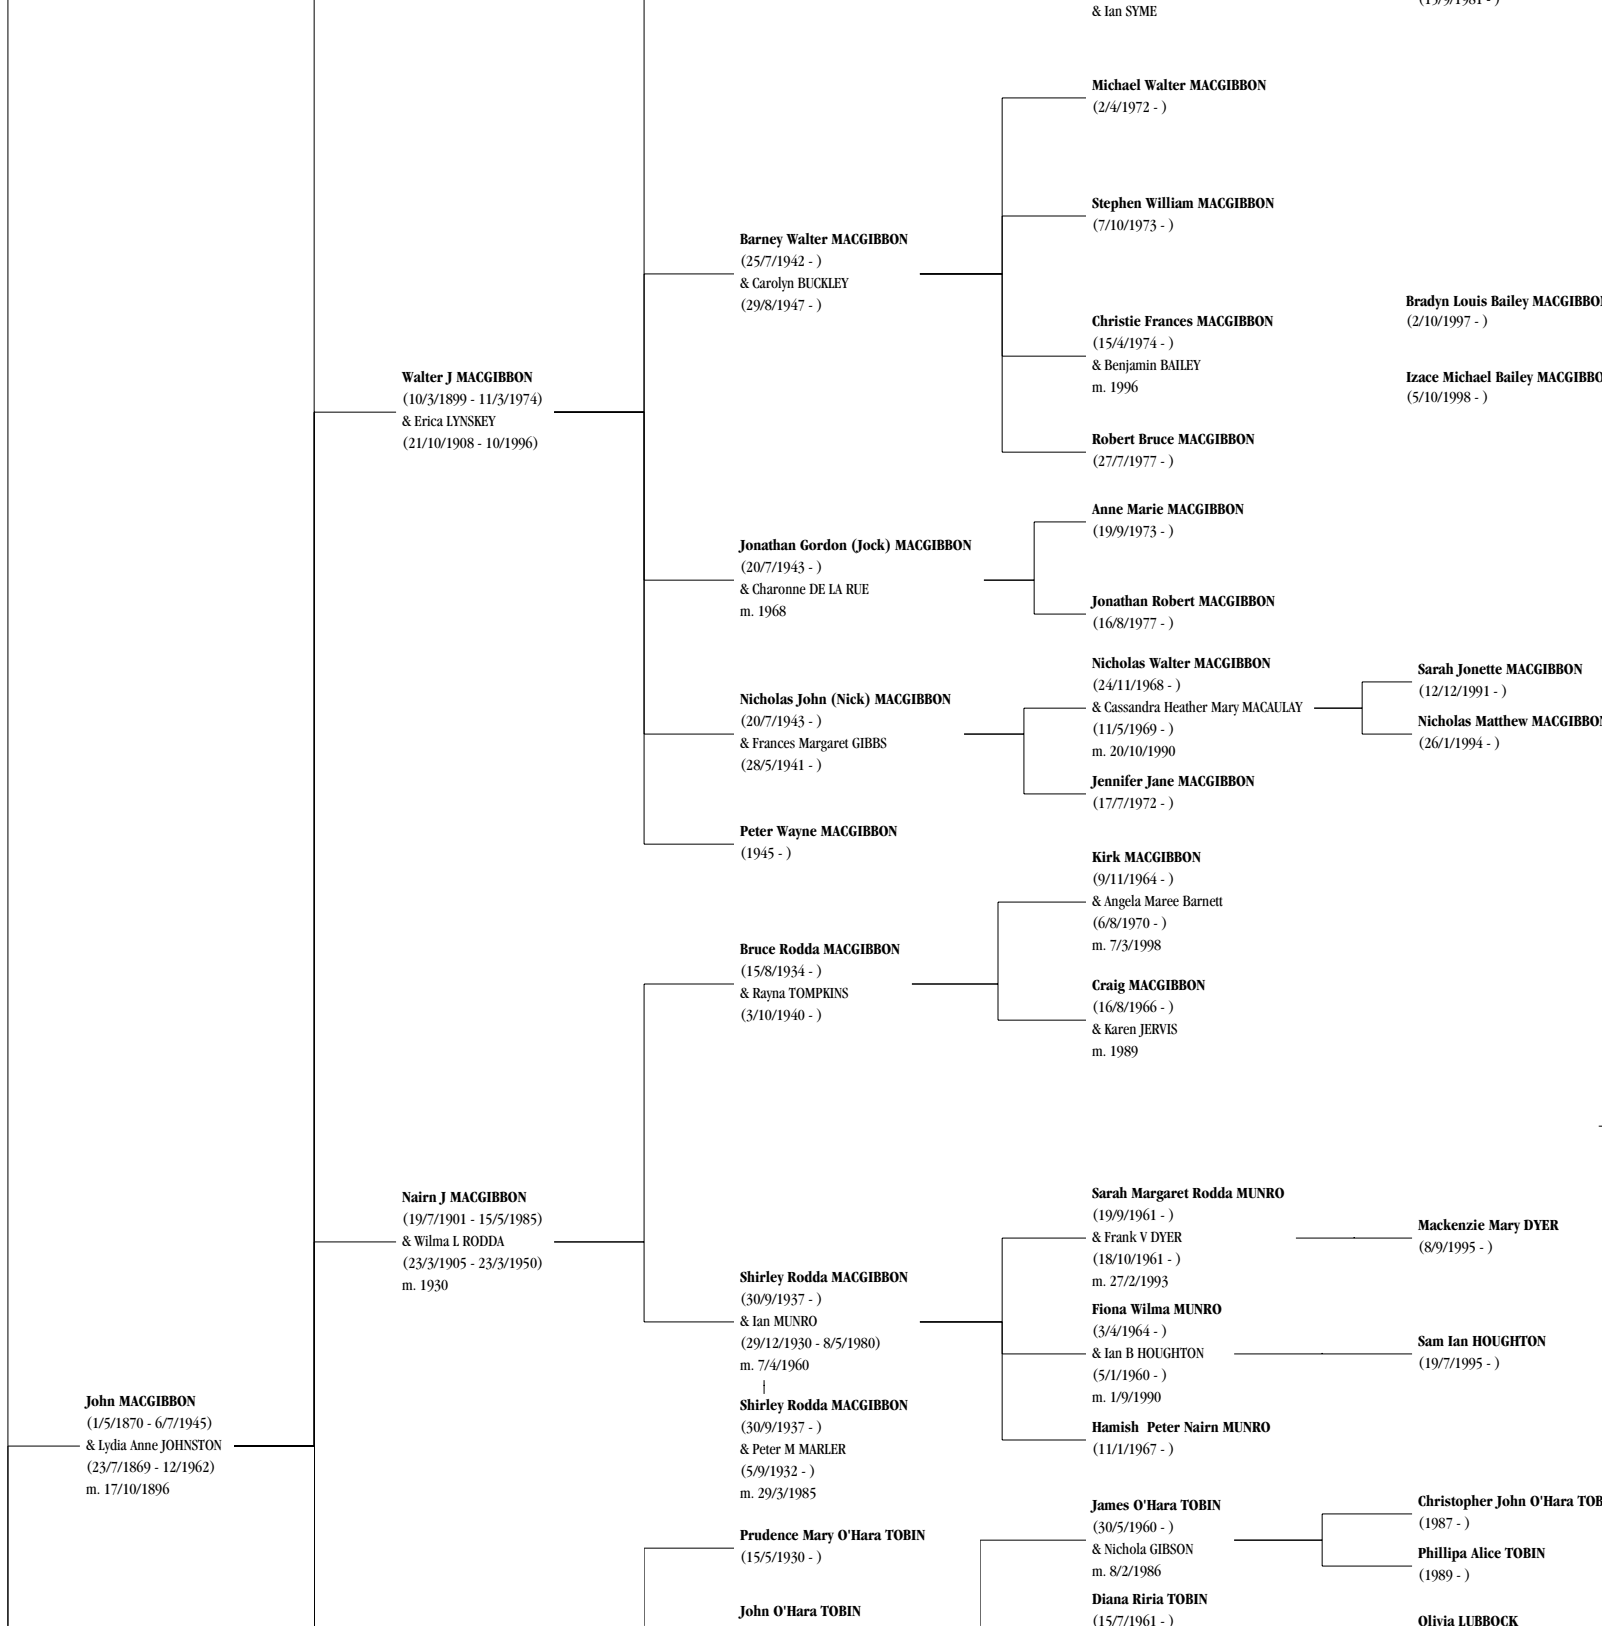 & Ian SYME
Michael Walter MACGIBBON
(2/4/1972 - )
Stephen William MACGIBBON
(7/10/1973 - )
Barney Walter MACGIBBON
(25/7/1942 - )
& Carolyn BUCKLEY
(29/8/1947 - )
Christie Frances MACGIBBON
(15/4/1974 - )
& Benjamin BAILEY
m. 1996
Bradyn Louis Bailey MACGIBBON
(2/10/1997 - )
Izace Michael Bailey MACGIBBO
(5/10/1998 - )
Walter J MACGIBBON
(10/3/1899 - 11/3/1974)
& Erica LYNSKEY
(21/10/1908 - 10/1996)
Robert Bruce MACGIBBON
(27/7/1977 - )
Anne Marie MACGIBBON
(19/9/1973 - )
Jonathan Gordon (Jock) MACGIBBON
(20/7/1943 - )
& Charonne DE LA RUE
m. 1968
Jonathan Robert MACGIBBON
(16/8/1977 - )
Nicholas Walter MACGIBBON
(24/11/1968 - )
& Cassandra Heather Mary MACAULAY
(11/5/1969 - )
m. 20/10/1990
Sarah Jonette MACGIBBON
(12/12/1991 - )
Nicholas Matthew MACGIBBON
(26/1/1994 - )
Nicholas John (Nick) MACGIBBON
(20/7/1943 - )
& Frances Margaret GIBBS
(28/5/1941 - )
Jennifer Jane MACGIBBON
(17/7/1972 - )
Peter Wayne MACGIBBON
(1945 - )
Kirk MACGIBBON
(9/11/1964 - )
& Angela Maree Barnett
(6/8/1970 - )
m. 7/3/1998
Bruce Rodda MACGIBBON
(15/8/1934 - )
& Rayna TOMPKINS
(3/10/1940 - )
Craig MACGIBBON
(16/8/1966 - )
& Karen JERVIS
m. 1989
Nairn J MACGIBBON
(19/7/1901 - 15/5/1985)
& Wilma L RODDA
(23/3/1905 - 23/3/1950)
m. 1930
Sarah Margaret Rodda MUNRO
(19/9/1961 - )
& Frank V DYER
(18/10/1961 - )
m. 27/2/1993
Mackenzie Mary DYER
(8/9/1995 - )
Shirley Rodda MACGIBBON
(30/9/1937 - )
& Ian MUNRO
(29/12/1930 - 8/5/1980)
m. 7/4/1960
Fiona Wilma MUNRO
(3/4/1964 - )
& Ian B HOUGHTON
(5/1/1960 - )
m. 1/9/1990
Sam Ian HOUGHTON
(19/7/1995 - )
John MACGIBBON
(1/5/1870 - 6/7/1945)
& Lydia Anne JOHNSTON
(23/7/1869 - 12/1962)
m. 17/10/1896
Shirley Rodda MACGIBBON
(30/9/1937 - )
& Peter M MARLER
(5/9/1932 - )
m. 29/3/1985
Hamish Peter Nairn MUNRO
(11/1/1967 - )
James O'Hara TOBIN
(30/5/1960 - )
& Nichola GIBSON
m. 8/2/1986
Christopher John O'Hara TOB
(1987 - )
Phillipa Alice TOBIN
(1989 - )
Prudence Mary O'Hara TOBIN
(15/5/1930 - )
Diana Riria TOBIN
(15/7/1961 - )
John O'Hara TOBIN
Olivia LUBBOCK